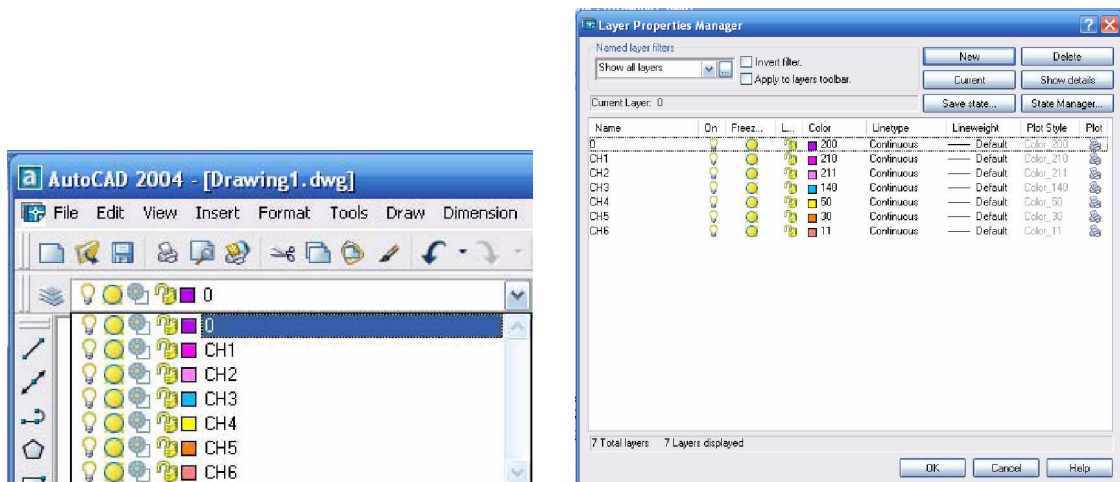 AutoCAD 2004 - [Drawing1.dwg]
File Edit View Insert Format Tools Draw Dimension
0
0
CH1
CH2
CH3
CH4
CH5
CH6
Layer Properties Manager
Named layer filters
Show all layers
Invert filter.
Apply to layers toolbar.
New Delete
Current Show details
Current Layer: 0
Save state... State Manager...
Name On Freez... L... Color Linetype Lineweight Plot Style Plot
0 200 Continuous Default Color_200
CH1 210 Continuous Default Color_210
CH2 211 Continuous Default Color_211
CH3 140 Continuous Default Color_140
CH4 50 Continuous Default Color_50
CH5 30 Continuous Default Color_30
CH6 11 Continuous Default Color_11
7 Total layers 7 Layers displayed
OK Cancel Help